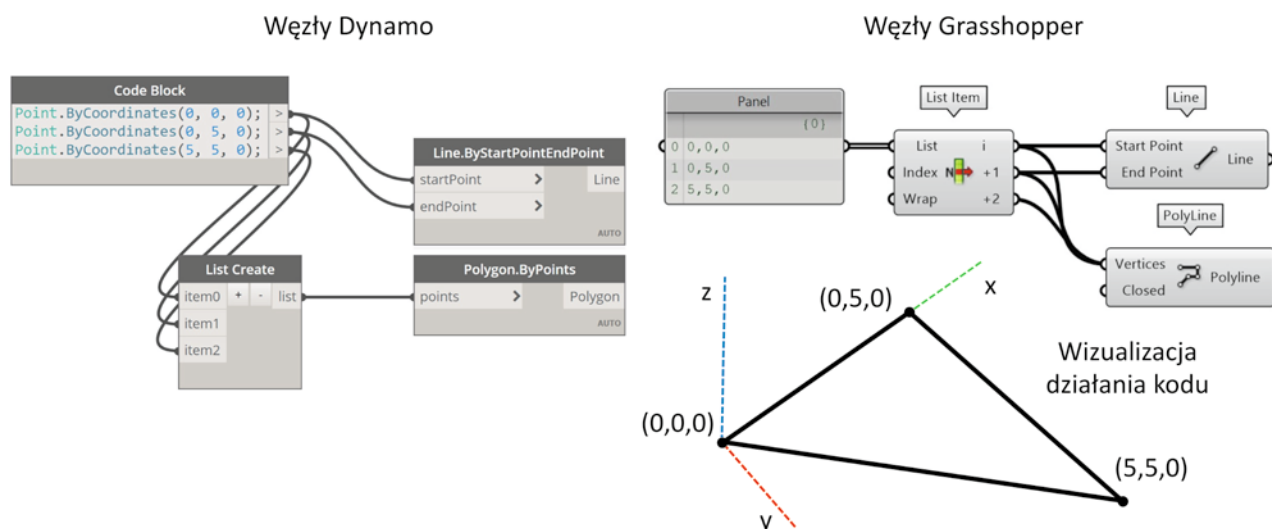 Węzły Dynamo
Code Block
Point.ByCoordinates(0, 0, 0); >
Point.ByCoordinates(0, 5, 0); >
Point.ByCoordinates(5, 5, 0); >
Line.ByStartPointEndPoint
startPoint > Line
endPoint >
AUTO
List Create
item0 + - list
item1
item2
Polygon.ByPoints
points > Polygon
AUTO
Węzły Grasshopper
Panel
{0}
0 0,0,0
1 0,5,0
2 5,5,0
List Item
List i
Index N +1
Wrap +2
Line
Start Point Line
End Point
PolyLine
Vertices Polyline
Closed
z
x
(0,5,0)
Wizualizacja
działania kodu
(0,0,0)
(5,5,0)
y